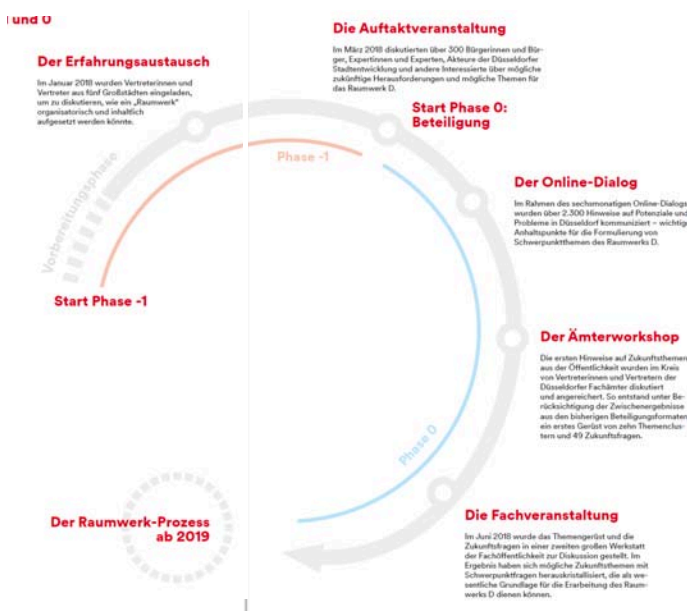 und 0
Der Erfahrungsaustausch
Im Januar 2018 wurden Vertreterinnen und
Vertreter aus fünf Großstädten eingeladen,
um zu diskutieren, wie ein „Raumwerk“
organisatorisch und inhaltlich
aufgesetzt werden könnte.
Vorbereitungsphase
Phase -1
Start Phase -1
Die Auftaktveranstaltung
Im März 2018 diskutierten über 300 Bürgerinnen und Bür-
ger, Expertinnen und Experten, Akteure der Düsseldorfer
Stadtentwicklung und andere Interessierte über mögliche
zukünftige Herausforderungen und mögliche Themen für
das Raumwerk D.
Start Phase 0:
Beteiligung
Der Online-Dialog
Im Rahmen des sechsmonatigen Online-Dialogs
wurden über 2.300 Hinweise auf Potenziale und
Probleme in Düsseldorf kommuniziert – wichtige
Anhaltspunkte für die Formulierung von
Schwerpunktthemen des Raumwerks D.
Der Ämterworkshop
Die ersten Hinweise auf Zukunftsthemen
aus der Öffentlichkeit wurden im Kreis
von Vertreterinnen und Vertretern der
Düsseldorfer Fachämter diskutiert
und angereichert. So entstand unter Be-
rücksichtigung der Zwischenergebnisse
aus den bisherigen Beteiligungsformaten
ein erstes Gerüst von zehn Themenclus-
tern und 49 Zukunftsfragen.
Phase 0
Die Fachveranstaltung
Im Juni 2018 wurde das Themengerüst und die
Zukunftsfragen in einer zweiten großen Werkstatt
der Fachöffentlichkeit zur Diskussion gestellt. Im
Ergebnis haben sich mögliche Zukunftsthemen mit
Schwerpunktfragen herauskristallisiert, die als we-
sentliche Grundlage für die Erarbeitung des Raum-
werks D dienen können.
Der Raumwerk-Prozess
ab 2019